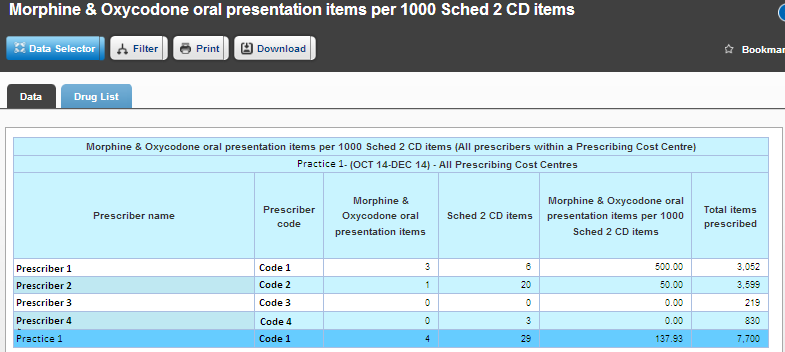 Morphine & Oxycodone oral presentation items per 1000 Sched 2 CD items
Data Selector Filter Print Download Bookmar
Data Drug List
Morphine & Oxycodone oral presentation items per 1000 Sched 2 CD items (All prescribers within a Prescribing Cost Centre)
Practice 1- (OCT 14-DEC 14) - All Prescribing Cost Centres
Prescriber name
Prescriber
code
Morphine &
Oxycodone oral
presentation items
Sched 2 CD items
Morphine & Oxycodone oral
presentation items per 1000
Sched 2 CD items
Total items
prescribed
Prescriber 1 Code 1 3 6 500.00 3,052
Prescriber 2 Code 2 1 20 50.00 3,599
Prescriber 3 Code 3 0 0 0.00 219
Prescriber 4 Code 4 0 3 0.00 830
Practice 1 Code 1 4 29 137.93 7,700